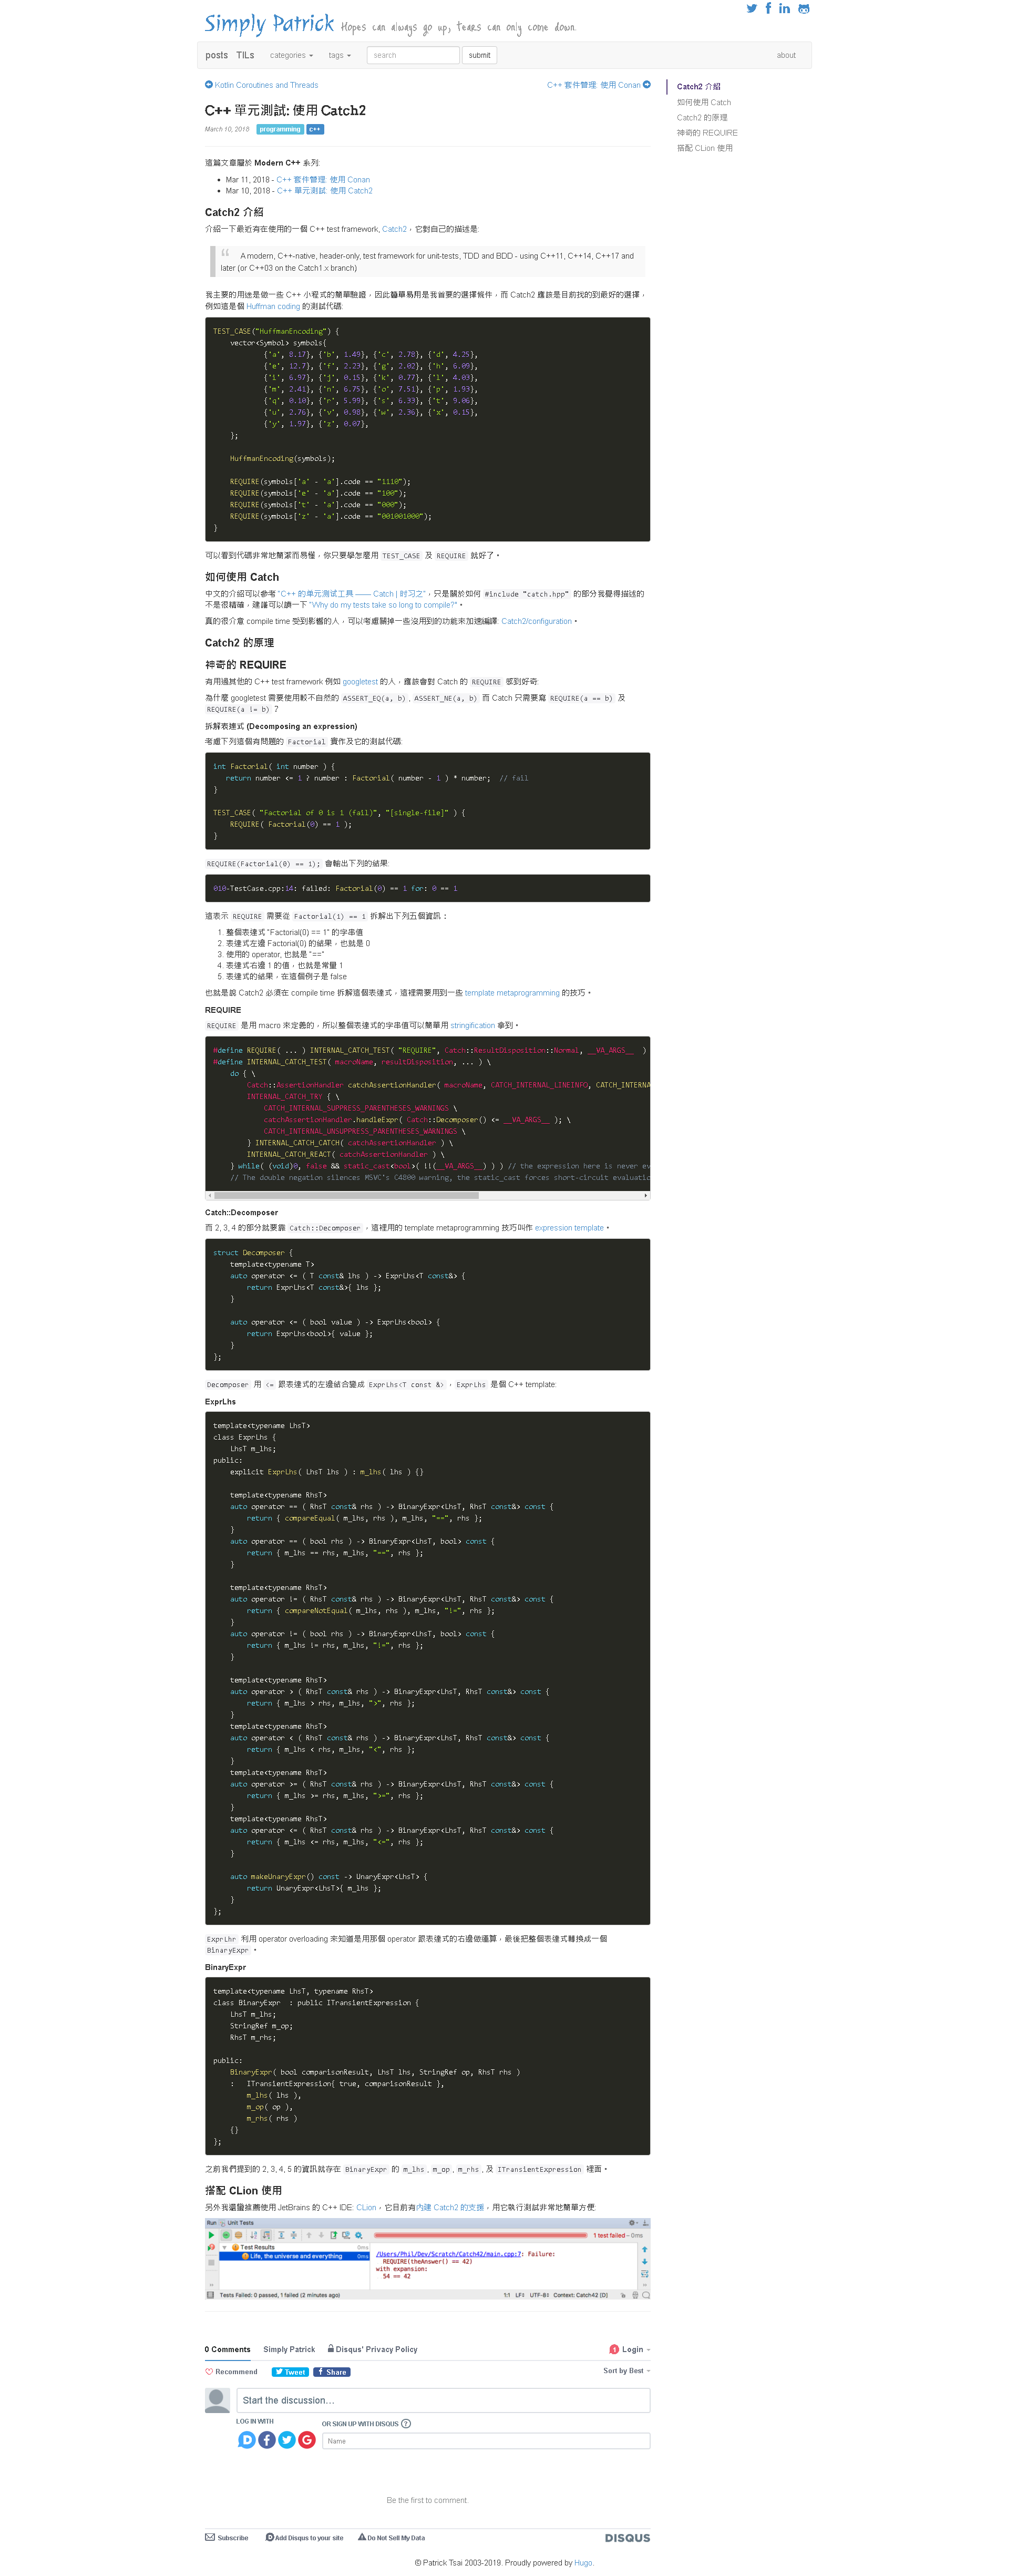 Simply Patrick Hopes can always go up, tears can only come down.
posts TILs categories tags search submit about
Kotlin Coroutines and Threads
C++ 套件管理: 使用 Conan
C++ 單元測試: 使用 Catch2
March 10, 2018 programming c++
這篇文章屬於 Modern C++ 系列:
Mar 11, 2018 - C++ 套件管理: 使用 Conan
Mar 10, 2018 - C++ 單元測試: 使用 Catch2
Catch2 介紹
如何使用 Catch
Catch2 的原理
神奇的 REQUIRE
搭配 CLion 使用
Catch2 介紹
介紹一下最近有在使用的一個 C++ test framework, Catch2，它對自己的描述是:
A modern, C++-native, header-only, test framework for unit-tests, TDD and BDD - using C++11, C++14, C++17 and
later (or C++03 on the Catch1.x branch)
我主要的用途是做一些 C++ 小程式的簡單驗證，因此簡單易用是我首要的選擇條件，而 Catch2 應該是目前找的到最好的選擇，
例如這是個 Huffman coding 的測試代碼:
TEST_CASE("HuffmanEncoding") {
vector<Symbol> symbols{
{'a', 8.17}, {'b', 1.49}, {'c', 2.78}, {'d', 4.25},
{'e', 12.7}, {'f', 2.23}, {'g', 2.02}, {'h', 6.09},
{'i', 6.97}, {'j', 0.15}, {'k', 0.77}, {'l', 4.03},
{'m', 2.41}, {'n', 6.75}, {'o', 7.51}, {'p', 1.93},
{'q', 0.10}, {'r', 5.99}, {'s', 6.33}, {'t', 9.06},
{'u', 2.76}, {'v', 0.98}, {'w', 2.36}, {'x', 0.15},
{'y', 1.97}, {'z', 0.07},
};
HuffmanEncoding(symbols);
REQUIRE(symbols['a' - 'a'].code == "1110");
REQUIRE(symbols['e' - 'a'].code == "100");
REQUIRE(symbols['t' - 'a'].code == "000");
REQUIRE(symbols['z' - 'a'].code == "001001000");
}
可以看到代碼非常地簡潔而易懂，你只要學怎麼用 TEST_CASE 及 REQUIRE 就好了。
如何使用 Catch
中文的介紹可以參考 "C++ 的单元测试工具 —— Catch | 时习之"，只是關於如何 #include "catch.hpp" 的部分我覺得描述的
不是很精確，建議可以讀一下 "Why do my tests take so long to compile?"。
真的很介意 compile time 受到影響的人，可以考慮關掉一些沒用到的功能來加速編譯: Catch2/configuration。
Catch2 的原理
神奇的 REQUIRE
有用過其他的 C++ test framework 例如 googletest 的人，應該會對 Catch 的 REQUIRE 感到好奇:
為什麼 googletest 需要使用較不自然的 ASSERT_EQ(a, b), ASSERT_NE(a, b) 而 Catch 只需要寫 REQUIRE(a == b) 及
REQUIRE(a != b) ?
拆解表達式 (Decomposing an expression)
考慮下列這個有問題的 Factorial 實作及它的測試代碼:
int Factorial( int number ) {
return number <= 1 ? number : Factorial( number - 1 ) * number; // fail
}
TEST_CASE( "Factorial of 0 is 1 (fail)", "[single-file]" ) {
REQUIRE( Factorial(0) == 1 );
}
REQUIRE(Factorial(0) == 1); 會輸出下列的結果:
010-TestCase.cpp:14: failed: Factorial(0) == 1 for: 0 == 1
這表示 REQUIRE 需要從 Factorial(1) == 1 拆解出下列五個資訊：
1. 整個表達式 "Factorial(0) == 1" 的字串值
2. 表達式左邊 Factorial(0) 的結果，也就是 0
3. 使用的 operator, 也就是 "=="
4. 表達式右邊 1 的值，也就是常量 1
5. 表達式的結果，在這個例子是 false
也就是說 Catch2 必須在 compile time 拆解這個表達式，這裡需要用到一些 template metaprogramming 的技巧。
REQUIRE
REQUIRE 是用 macro 來定義的，所以整個表達式的字串值可以簡單用 stringification 拿到。
#define REQUIRE( ... ) INTERNAL_CATCH_TEST( "REQUIRE", Catch::ResultDisposition::Normal, __VA_ARGS__ )
#define INTERNAL_CATCH_TEST( macroName, resultDisposition, ... ) \
do { \
Catch::AssertionHandler catchAssertionHandler( macroName, CATCH_INTERNAL_LINEINFO, CATCH_INTERNA
INTERNAL_CATCH_TRY { \
CATCH_INTERNAL_SUPPRESS_PARENTHESES_WARNINGS \
catchAssertionHandler.handleExpr( Catch::Decomposer() <= __VA_ARGS__ ); \
CATCH_INTERNAL_UNSUPPRESS_PARENTHESES_WARNINGS \
} INTERNAL_CATCH_CATCH( catchAssertionHandler ) \
INTERNAL_CATCH_REACT( catchAssertionHandler ) \
} while( (void)0, false && static_cast<bool>( !!(__VA_ARGS__) ) ) // the expression here is never ev
// The double negation silences MSVC's C4800 warning, the static_cast forces short-circuit evaluatio
Catch::Decomposer
而 2, 3, 4 的部分就要靠 Catch::Decomposer ，這裡用的 template metaprogramming 技巧叫作 expression template。
struct Decomposer {
template<typename T>
auto operator <= ( T const& lhs ) -> ExprLhs<T const&> {
return ExprLhs<T const&>{ lhs };
}
auto operator <= ( bool value ) -> ExprLhs<bool> {
return ExprLhs<bool>{ value };
}
};
Decomposer 用 <= 跟表達式的左邊結合變成 ExprLhs<T const &>， ExprLhs 是個 C++ template:
ExprLhs
template<typename LhsT>
class ExprLhs {
LhsT m_lhs;
public:
explicit ExprLhs( LhsT lhs ) : m_lhs( lhs ) {}
template<typename RhsT>
auto operator == ( RhsT const& rhs ) -> BinaryExpr<LhsT, RhsT const&> const {
return { compareEqual( m_lhs, rhs ), m_lhs, "==", rhs };
}
auto operator == ( bool rhs ) -> BinaryExpr<LhsT, bool> const {
return { m_lhs == rhs, m_lhs, "==", rhs };
}
template<typename RhsT>
auto operator != ( RhsT const& rhs ) -> BinaryExpr<LhsT, RhsT const&> const {
return { compareNotEqual( m_lhs, rhs ), m_lhs, "!=", rhs };
}
auto operator != ( bool rhs ) -> BinaryExpr<LhsT, bool> const {
return { m_lhs != rhs, m_lhs, "!=", rhs };
}
template<typename RhsT>
auto operator > ( RhsT const& rhs ) -> BinaryExpr<LhsT, RhsT const&> const {
return { m_lhs > rhs, m_lhs, ">", rhs };
}
template<typename RhsT>
auto operator < ( RhsT const& rhs ) -> BinaryExpr<LhsT, RhsT const&> const {
return { m_lhs < rhs, m_lhs, "<", rhs };
}
template<typename RhsT>
auto operator >= ( RhsT const& rhs ) -> BinaryExpr<LhsT, RhsT const&> const {
return { m_lhs >= rhs, m_lhs, ">=", rhs };
}
template<typename RhsT>
auto operator <= ( RhsT const& rhs ) -> BinaryExpr<LhsT, RhsT const&> const {
return { m_lhs <= rhs, m_lhs, "<=", rhs };
}
auto makeUnaryExpr() const -> UnaryExpr<LhsT> {
return UnaryExpr<LhsT>{ m_lhs };
}
};
ExprLhr 利用 operator overloading 來知道是用那個 operator 跟表達式的右邊做運算，最後把整個表達式轉換成一個
BinaryExpr 。
BinaryExpr
template<typename LhsT, typename RhsT>
class BinaryExpr : public ITransientExpression {
LhsT m_lhs;
StringRef m_op;
RhsT m_rhs;
public:
BinaryExpr( bool comparisonResult, LhsT lhs, StringRef op, RhsT rhs )
: ITransientExpression{ true, comparisonResult },
m_lhs( lhs ),
m_op( op ),
m_rhs( rhs )
{}
};
之前我們提到的 2, 3, 4, 5 的資訊就存在 BinaryExpr 的 m_lhs, m_op, m_rhs, 及 ITransientExpression 裡面。
搭配 CLion 使用
另外我還蠻推薦使用 JetBrains 的 C++ IDE: CLion，它目前有內建 Catch2 的支援，用它執行測試非常地簡單方便:
Run Unit Tests
1 test failed – 0ms
Test Results 0ms
Life, the universe and everything 0ms
/Users/Phil/Dev/Scratch/Catch42/main.cpp:7: Failure:
REQUIRE(theAnswer() == 42)
with expansion:
54 == 42
Tests Failed: 0 passed, 1 failed (2 minutes ago) 1:1 LF÷ UTF-8÷ Context: Catch42 [D]
0 Comments Simply Patrick Disqus' Privacy Policy 1 Login
Recommend Tweet Share Sort by Best
Start the discussion...
LOG IN WITH
OR SIGN UP WITH DISQUS ?
Name
Be the first to comment.
Subscribe Add Disqus to your site Do Not Sell My Data DISQUS
© Patrick Tsai 2003-2019. Proudly powered by Hugo.